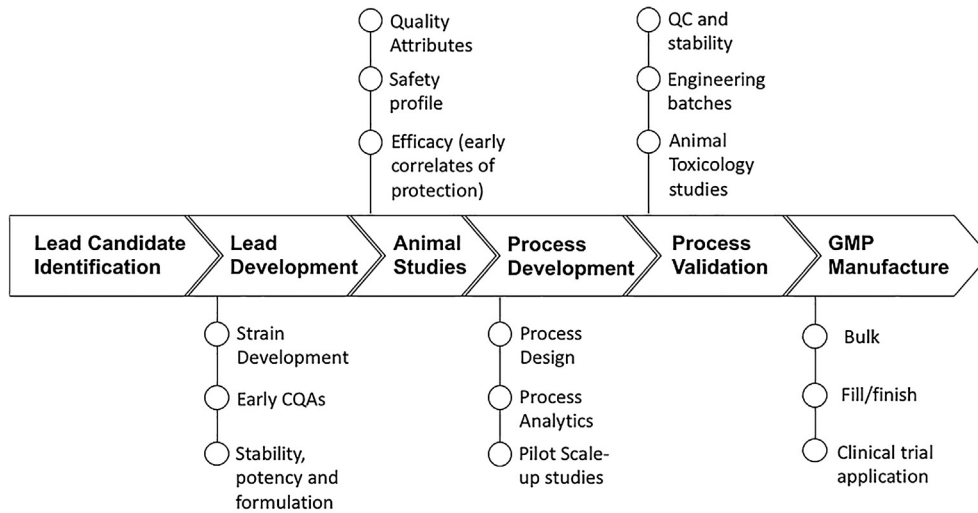 Quality
Attributes
Safety
profile
Efficacy (early
correlates of
protection)
QC and
stability
Engineering
batches
Animal
Toxicology
studies
Lead Candidate
Identification
Lead
Development
Animal
Studies
Process
Development
Process
Validation
GMP
Manufacture
Strain
Development
Early CQAs
Stability,
potency and
formulation
Process
Design
Process
Analytics
Pilot Scale-
up studies
Bulk
Fill/finish
Clinical trial
application